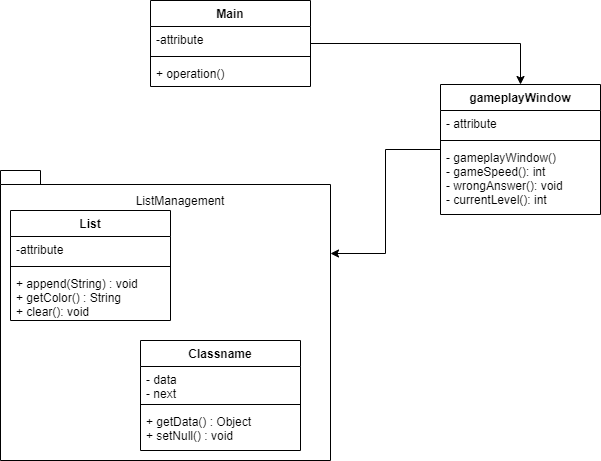 Main
-attribute
+ operation()
gameplayWindow
- attribute
- gameplayWindow()
- gameSpeed(): int
- wrongAnswer(): void
- currentLevel(): int
ListManagement
List
-attribute
+ append(String) : void
+ getColor() : String
+ clear(): void
Classname
- data
- next
+ getData() : Object
+ setNull() : void